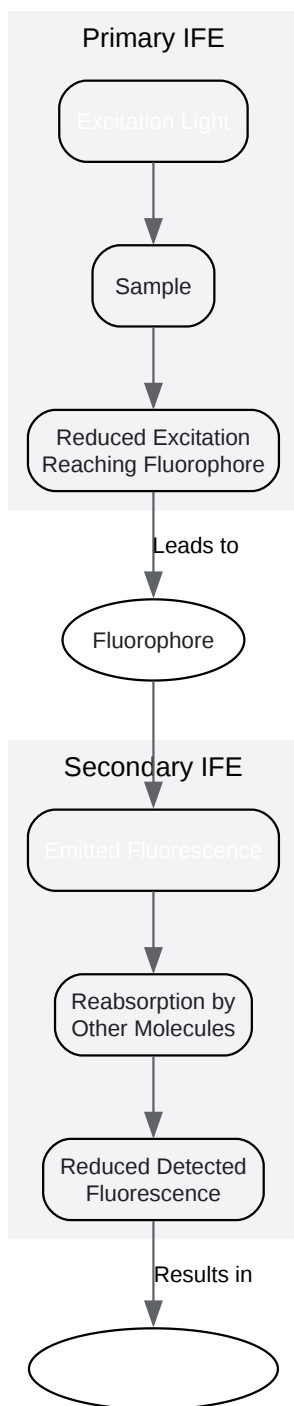 Primary IFE
Excitation Light
Sample
Reduced Excitation
Reaching Fluorophore
Leads to
Fluorophore
Secondary IFE
Emitted Fluorescence
Reabsorption by
Other Molecules
Reduced Detected
Fluorescence
Results in